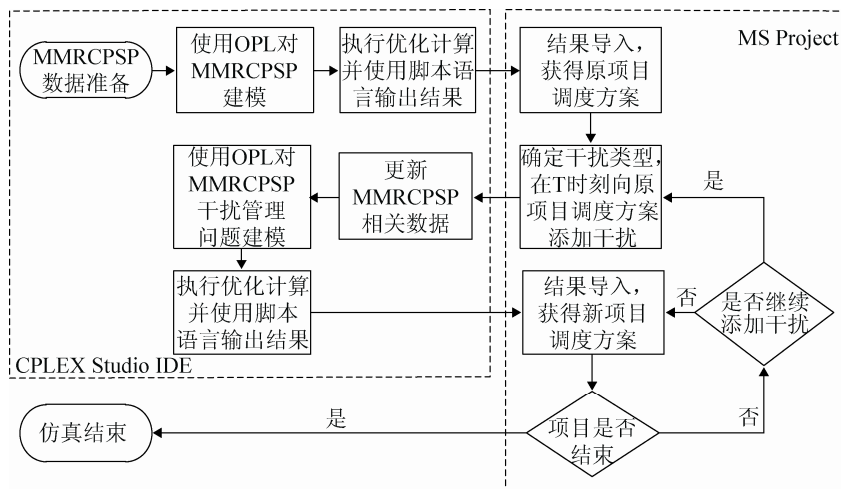 MMRCPSP
数据准备
使用OPL对
MMRCPSP
建模
执行优化计算
并使用脚本语
言输出结果
结果导入，
获得原项目
调度方案
MS Project
确定干扰类型，
在T时刻向原
项目调度方案
添加干扰
是
更新
MMRCPSP
相关数据
使用OPL对
MMRCPSP
干扰管理
问题建模
执行优化计算
并使用脚本
语言输出结果
结果导入，
获得新项目
调度方案
否
是否继续
添加干扰
CPLEX Studio IDE
仿真结束
是
项目是否
结束
否